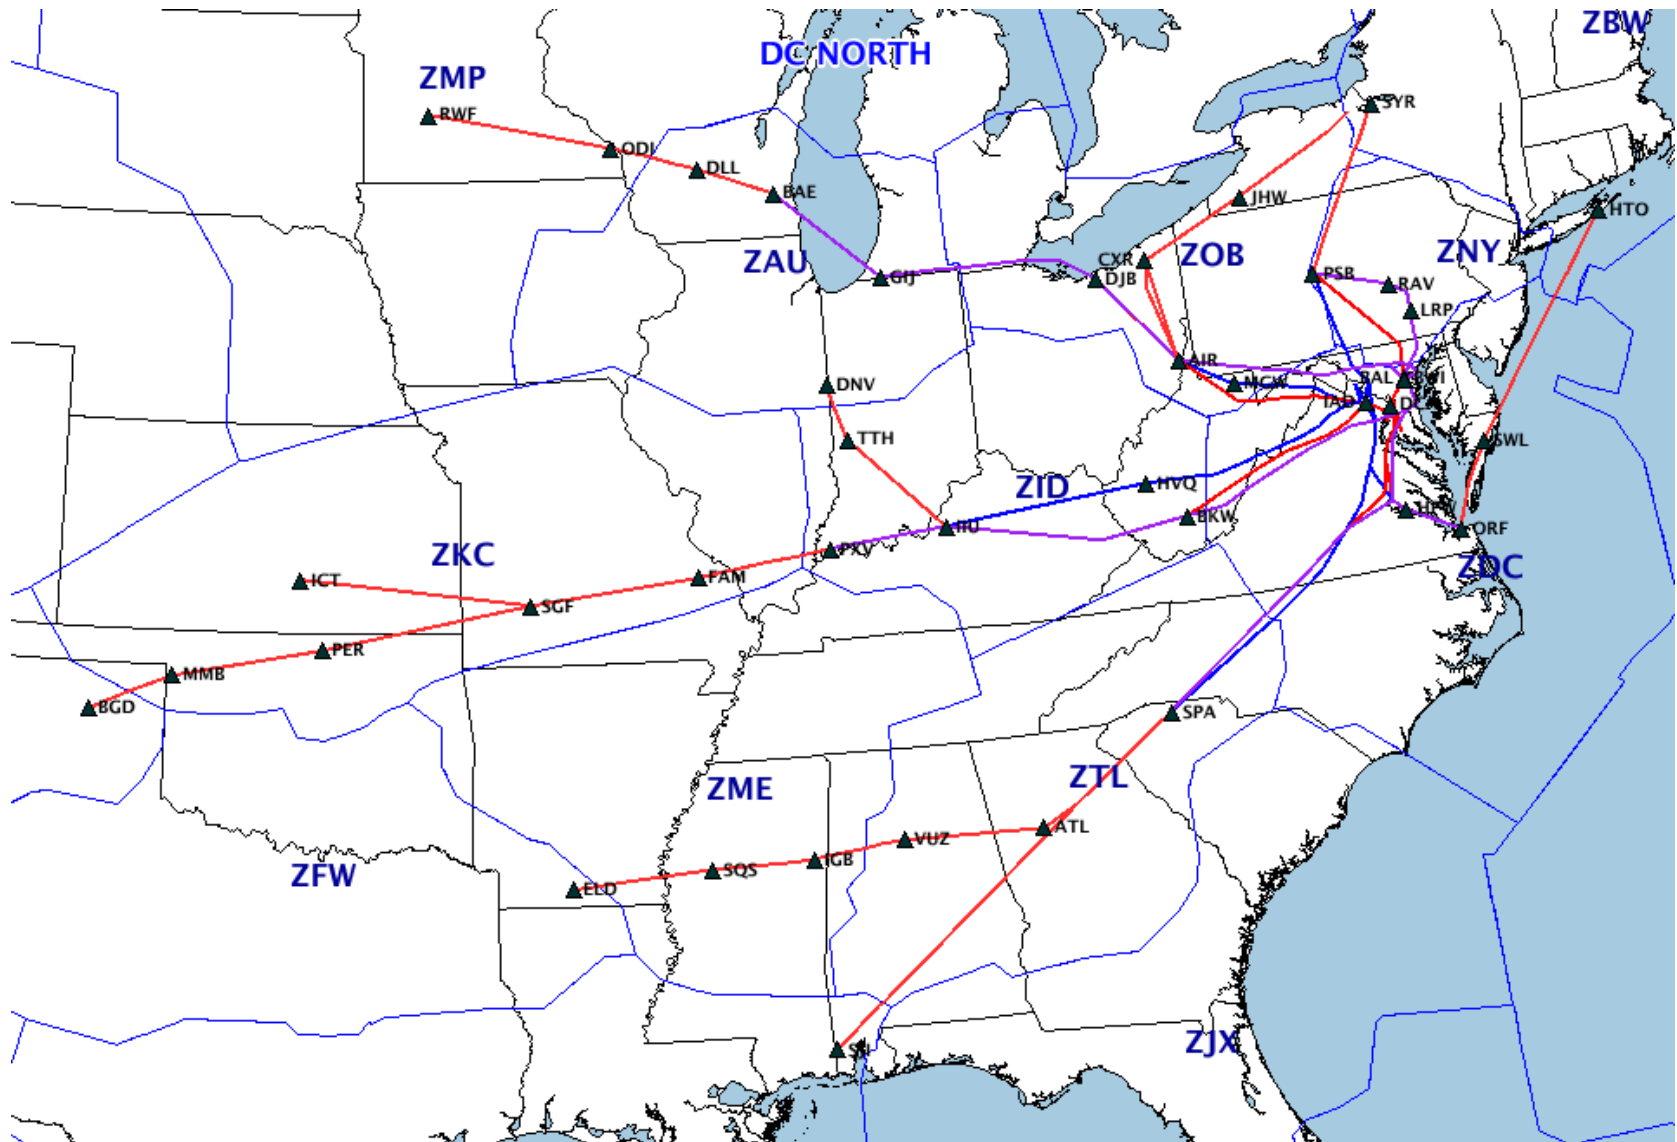 ZBW
DC NORTH
ZMP
SYR
RWF
ODI
DLL
BAE
JHW
HTO
ZAU
ZOB
ZNY
CXR
GIJ
DJB
PSB
RAV
LRP
AIR
DNV
MGW
BAL
BWI
IAD
TTH
SWL
ZID
HVQ
BKW
IIU
ORF
PXV
ZKC
ZDC
ICT
FAM
SGF
PER
MMB
BGD
SPA
ZME
ZTL
ATL
VUZ
IGB
SQS
ZFW
ELD
ZJX
SJI